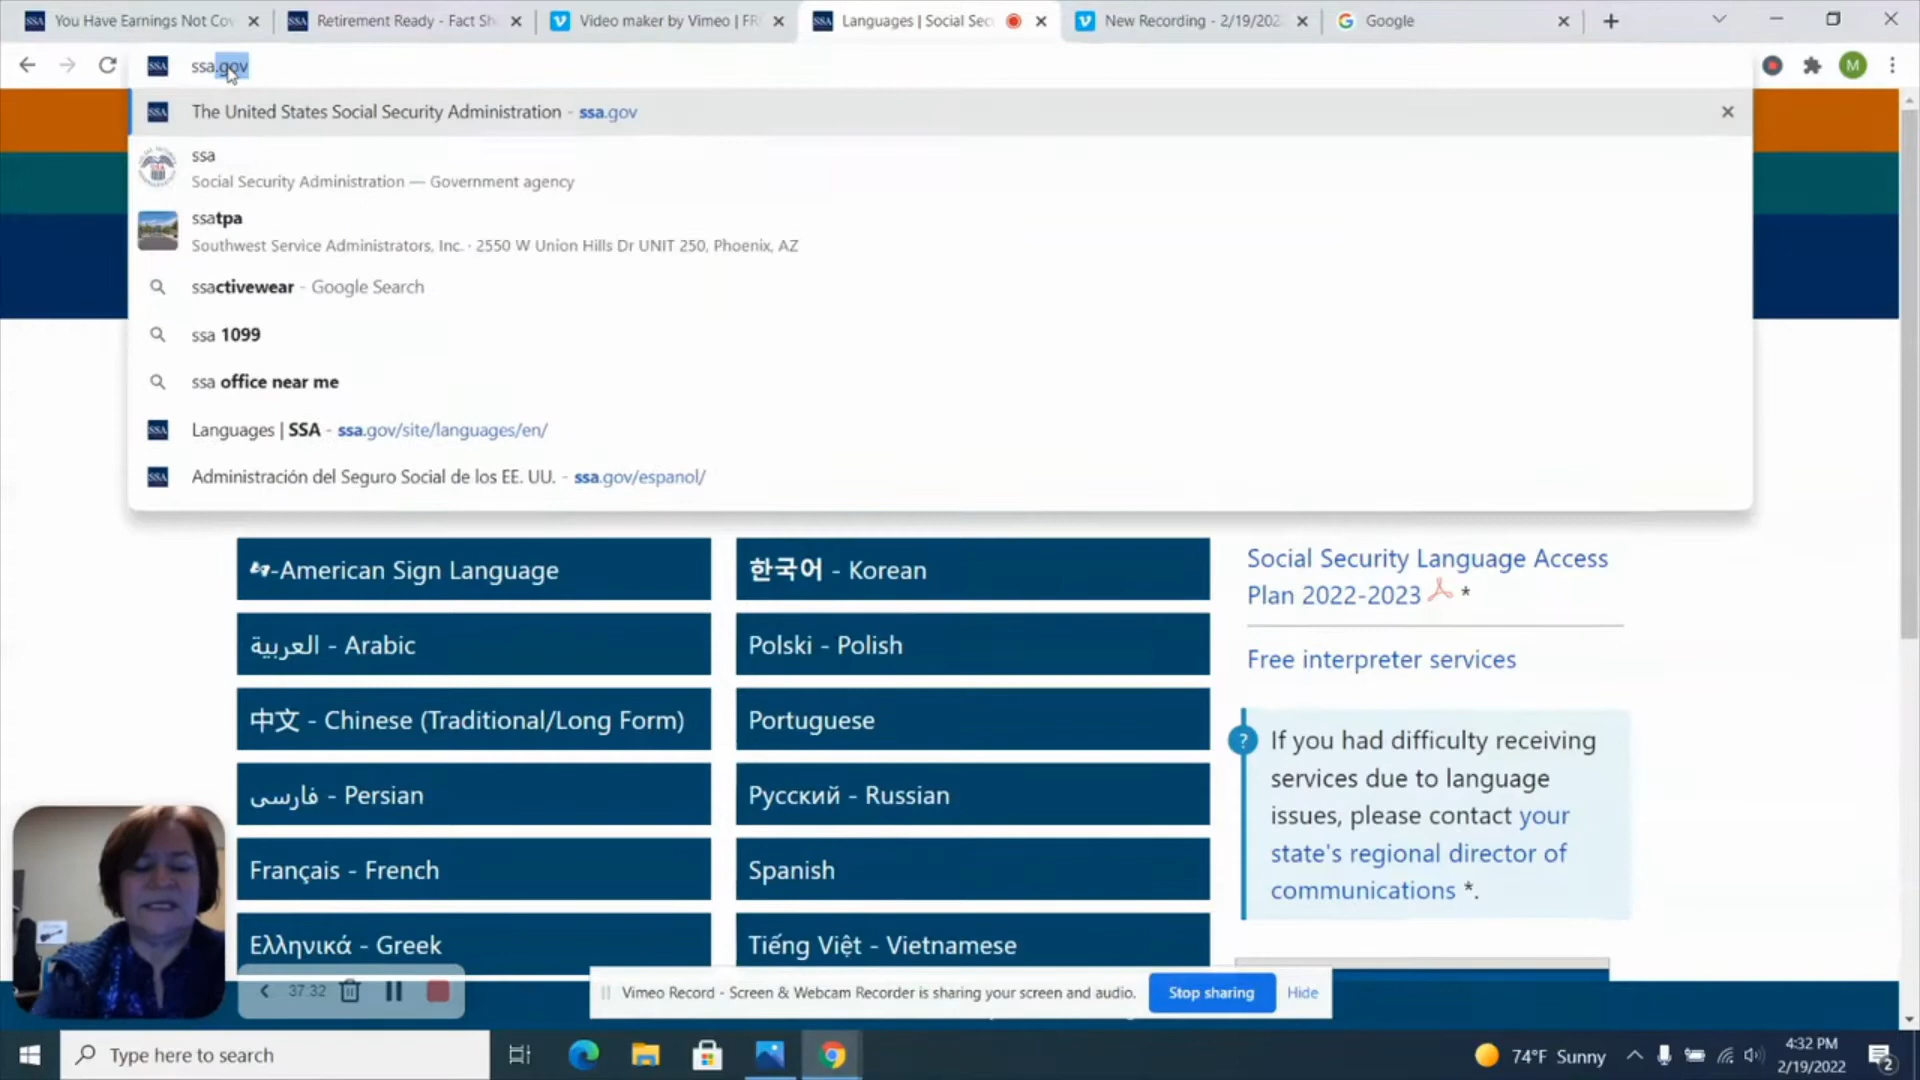 You Have Earnings Not Cov
Retirement Ready - Fact Sh
Video maker by Vimeo | FR
Languages | Social Sec
New Recording - 2/19/202
Google
ssa.gov
M
The United States Social Security Administration - ssa.gov
ssa
Social Security Administration — Government agency
ssatpa
Southwest Service Administrators, Inc. · 2550 W Union Hills Dr UNIT 250, Phoenix, AZ
ssactivewear - Google Search
ssa 1099
ssa office near me
Languages | SSA - ssa.gov/site/languages/en/
Administración del Seguro Social de los EE. UU. - ssa.gov/espanol/
-American Sign Language
العربية - Arabic
中文 - Chinese (Traditional/Long Form)
فارسی - Persian
Français - French
Ελληνικά - Greek
한국어 - Korean
Polski - Polish
Portuguese
Русский - Russian
Spanish
Tiếng Việt - Vietnamese
Social Security Language Access
Plan 2022-2023 *
Free interpreter services
? If you had difficulty receiving
services due to language
issues, please contact your
state's regional director of
communications *.
37:32
Vimeo Record - Screen & Webcam Recorder is sharing your screen and audio.
Stop sharing
Hide
Type here to search
74°F Sunny
4:32 PM
2/19/2022
2